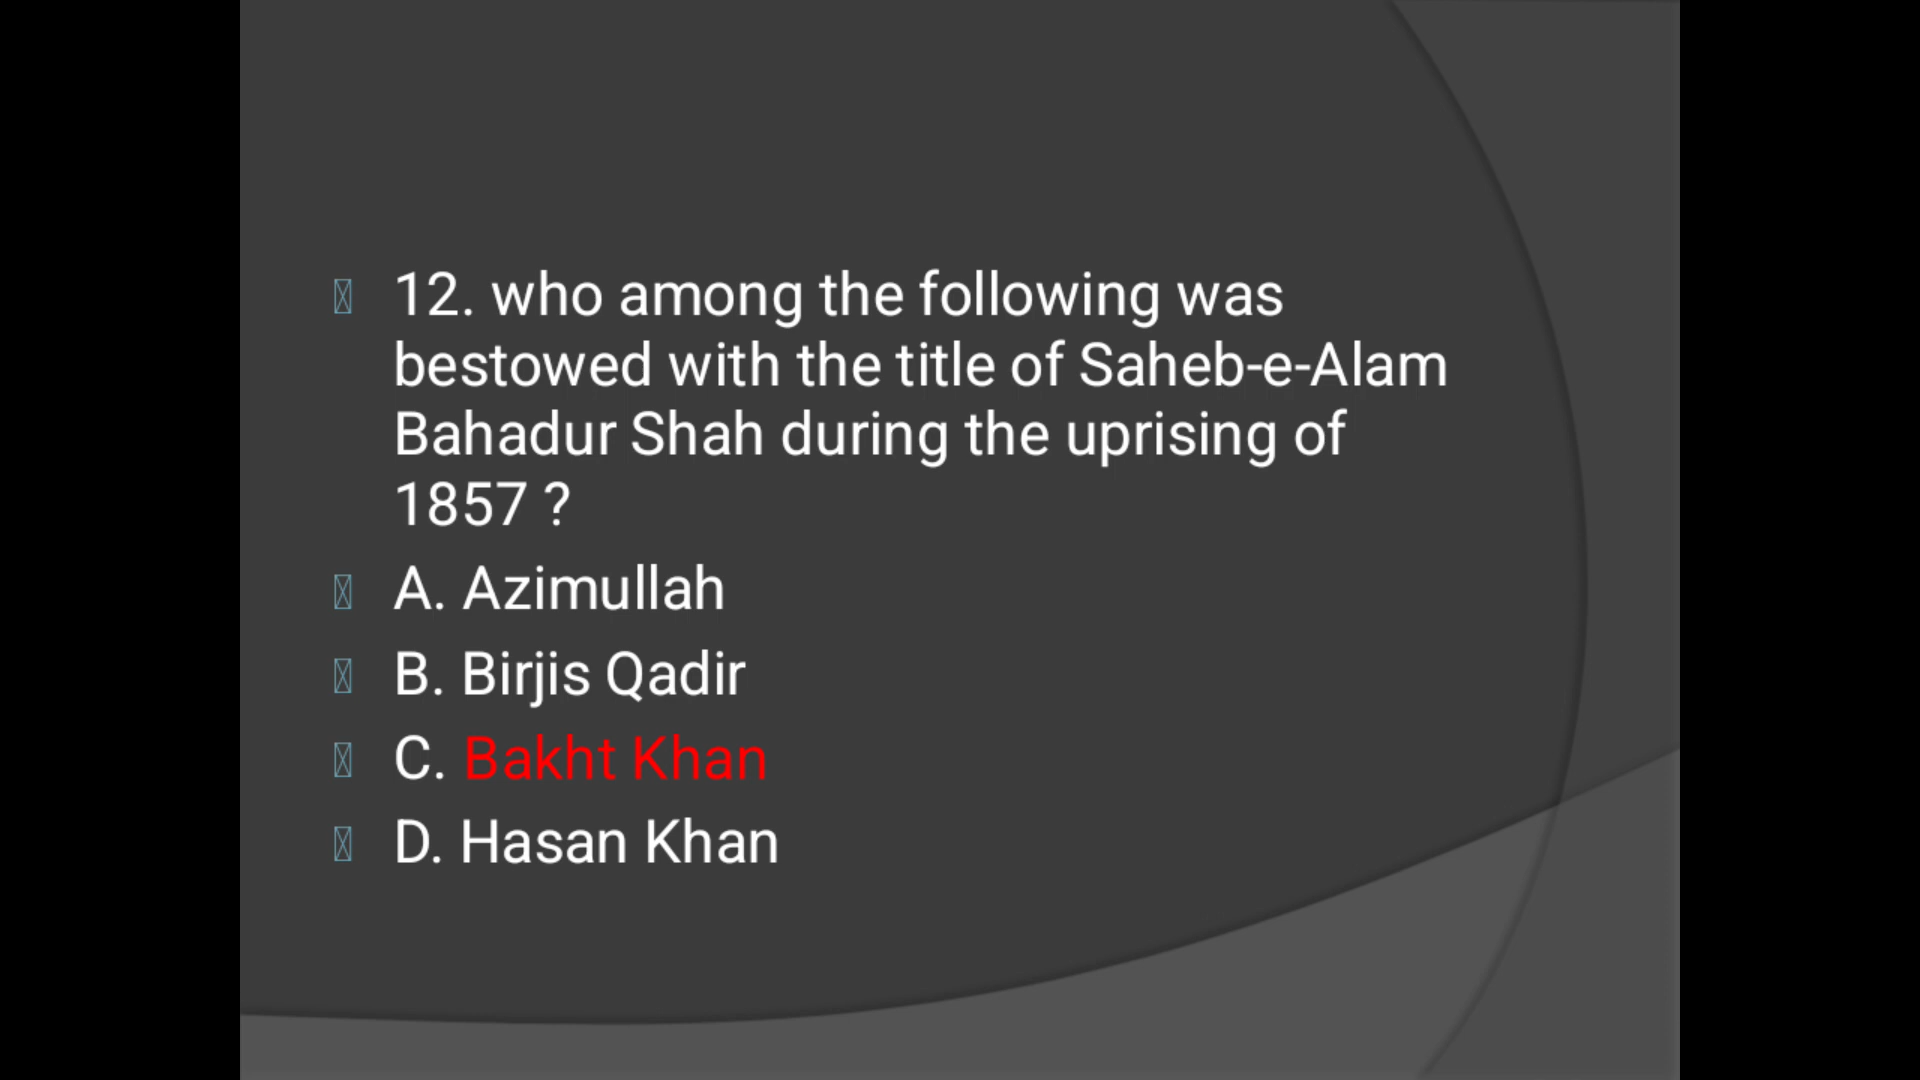 12. who among the following was
bestowed with the title of Saheb-e-Alam
Bahadur Shah during the uprising of
1857 ?
A. Azimullah
B. Birjis Qadir
C. Bakht Khan
D. Hasan Khan